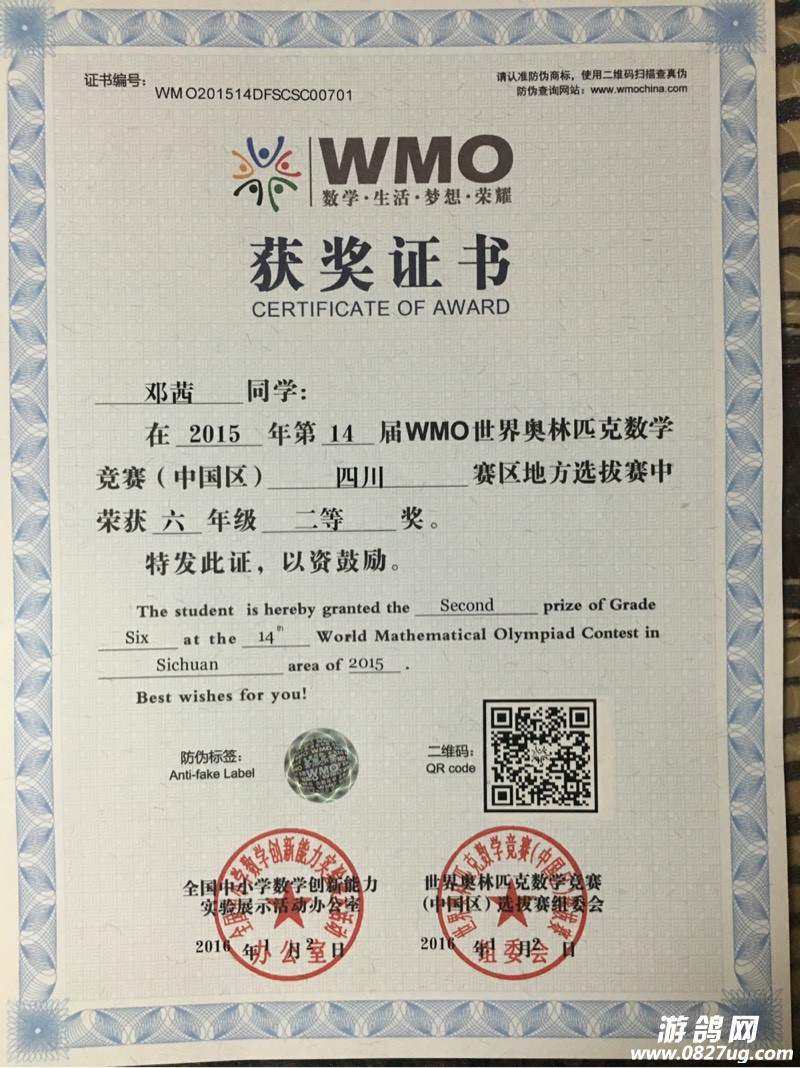 证书编号：
WMO201514DFSCSC00701
请认准防伪商标，使用二维码扫描查真伪
防伪查询网站：www.wmochina.com
WMO
数学·生活·梦想·荣耀
获奖证书
CERTIFICATE OF AWARD
邓茜 同学：
在 2015 年第 14 届WMO世界奥林匹克数学
竞赛（中国区） 四川 赛区地方选拔赛中
荣获 六 年级 二等 奖。
特发此证，以资鼓励。
The student is hereby granted the Second prize of Grade
Six at the 14th World Mathematical Olympiad Contest in
Sichuan area of 2015 .
Best wishes for you!
防伪标签：
Anti-fake Label
WMO
二维码：
QR code
全国中小学数学创新能力
实验展示活动办公室
2016 年 1 月 2 日
办公室
世界奥林匹克数学竞赛
（中国区）选拔赛组委会
2016 年 1 月 2 日
组委会
游鸽网
www.0827ug.com